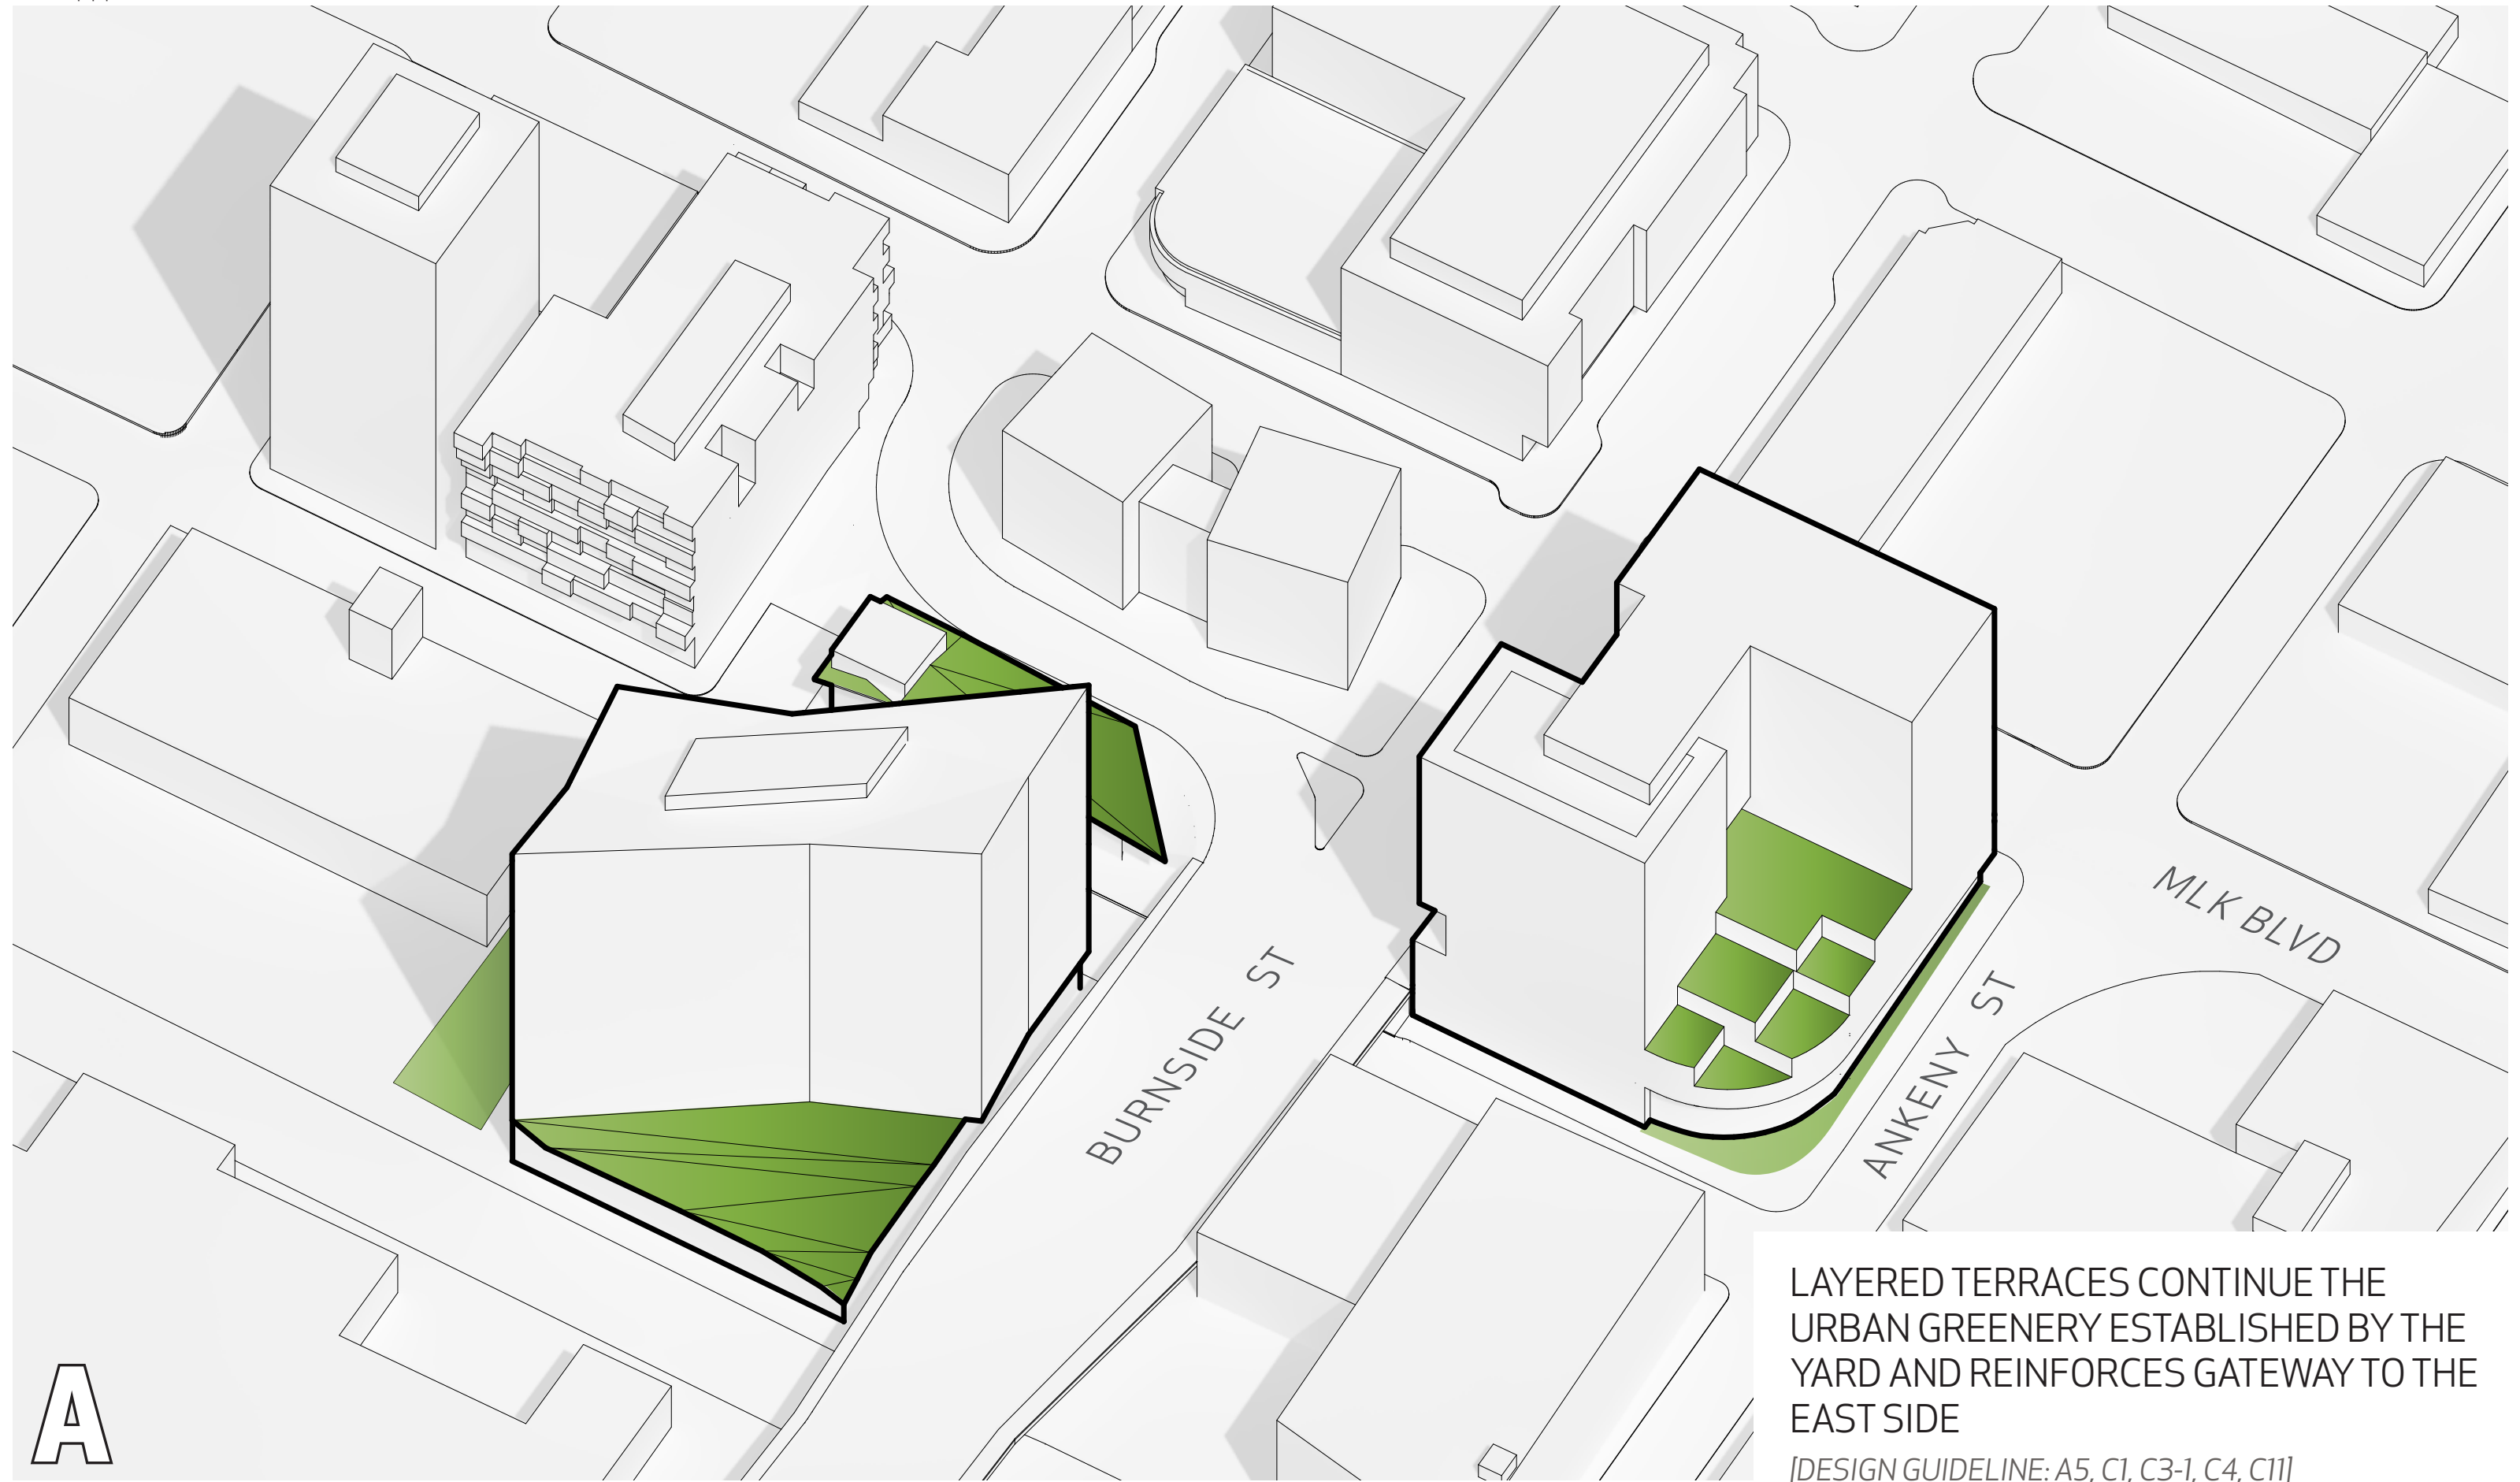 MLK BLVD
BURNSIDE ST
ANKENY ST
LAYERED TERRACES CONTINUE THE
URBAN GREENERY ESTABLISHED BY THE
YARD AND REINFORCES GATEWAY TO THE
EAST SIDE
[DESIGN GUIDELINE: A5, C1, C3-1, C4, C11]
A